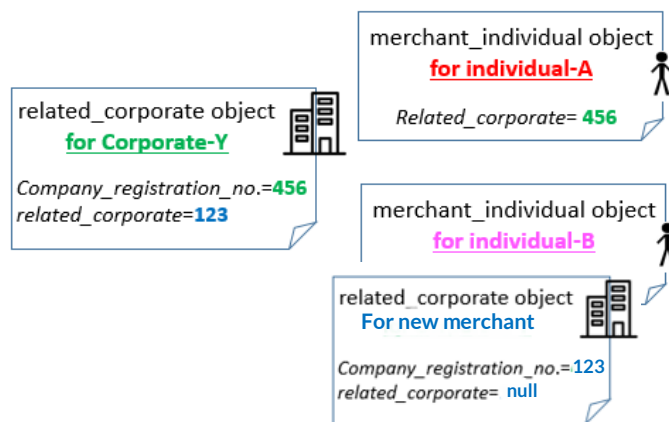 related_corporate object
for Corporate-Y
Company_registration_no.=456
related_corporate=123
merchant_individual object
for individual-A
Related_corporate= 456
merchant_individual object
for individual-B
related_corporate object
For new merchant
Company_registration_no.= 123
related_corporate= null